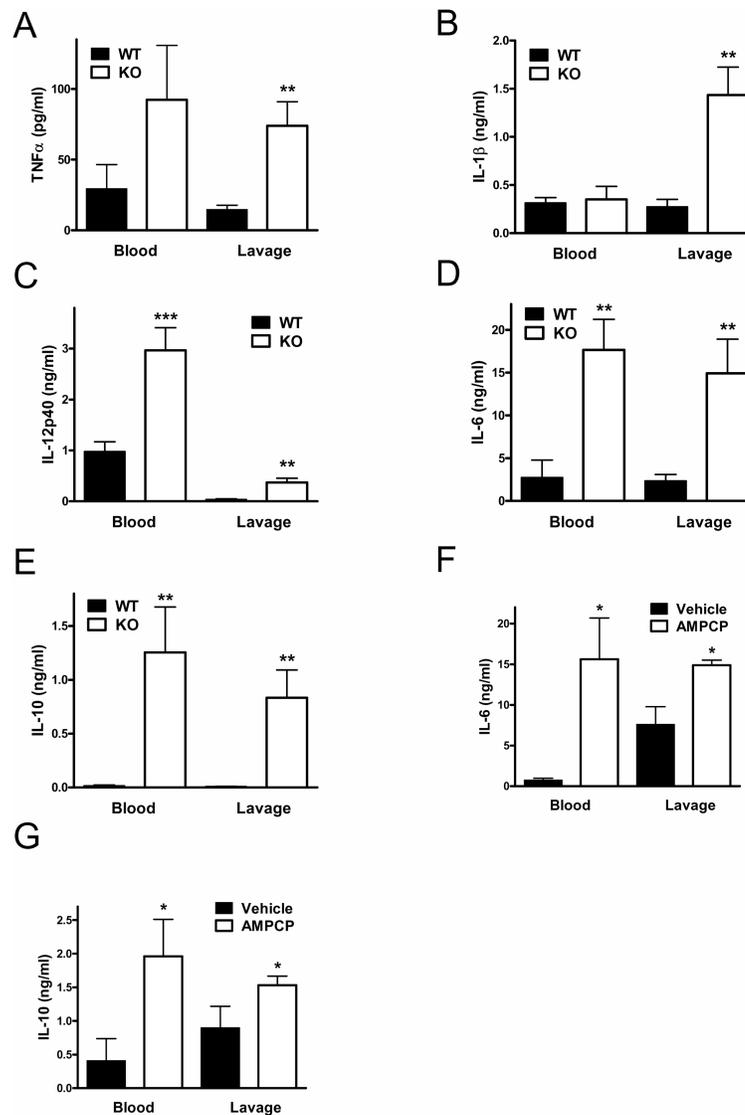 A
WT
KO
TNFα (pg/ml)
100
50
0
**
Blood
Lavage
B
WT
KO
IL-1β (ng/ml)
2.0
1.5
1.0
0.5
0.0
**
Blood
Lavage
C
WT
KO
IL-12p40 (ng/ml)
3
2
1
0
***
**
Blood
Lavage
D
WT
KO
IL-6 (ng/ml)
20
15
10
5
0
**
**
Blood
Lavage
E
WT
KO
IL-10 (ng/ml)
1.5
1.0
0.5
0.0
**
**
Blood
Lavage
F
Vehicle
AMPCP
IL-6 (ng/ml)
20
15
10
5
0
*
*
Blood
Lavage
G
Vehicle
AMPCP
IL-10 (ng/ml)
2.5
2.0
1.5
1.0
0.5
0.0
*
*
Blood
Lavage